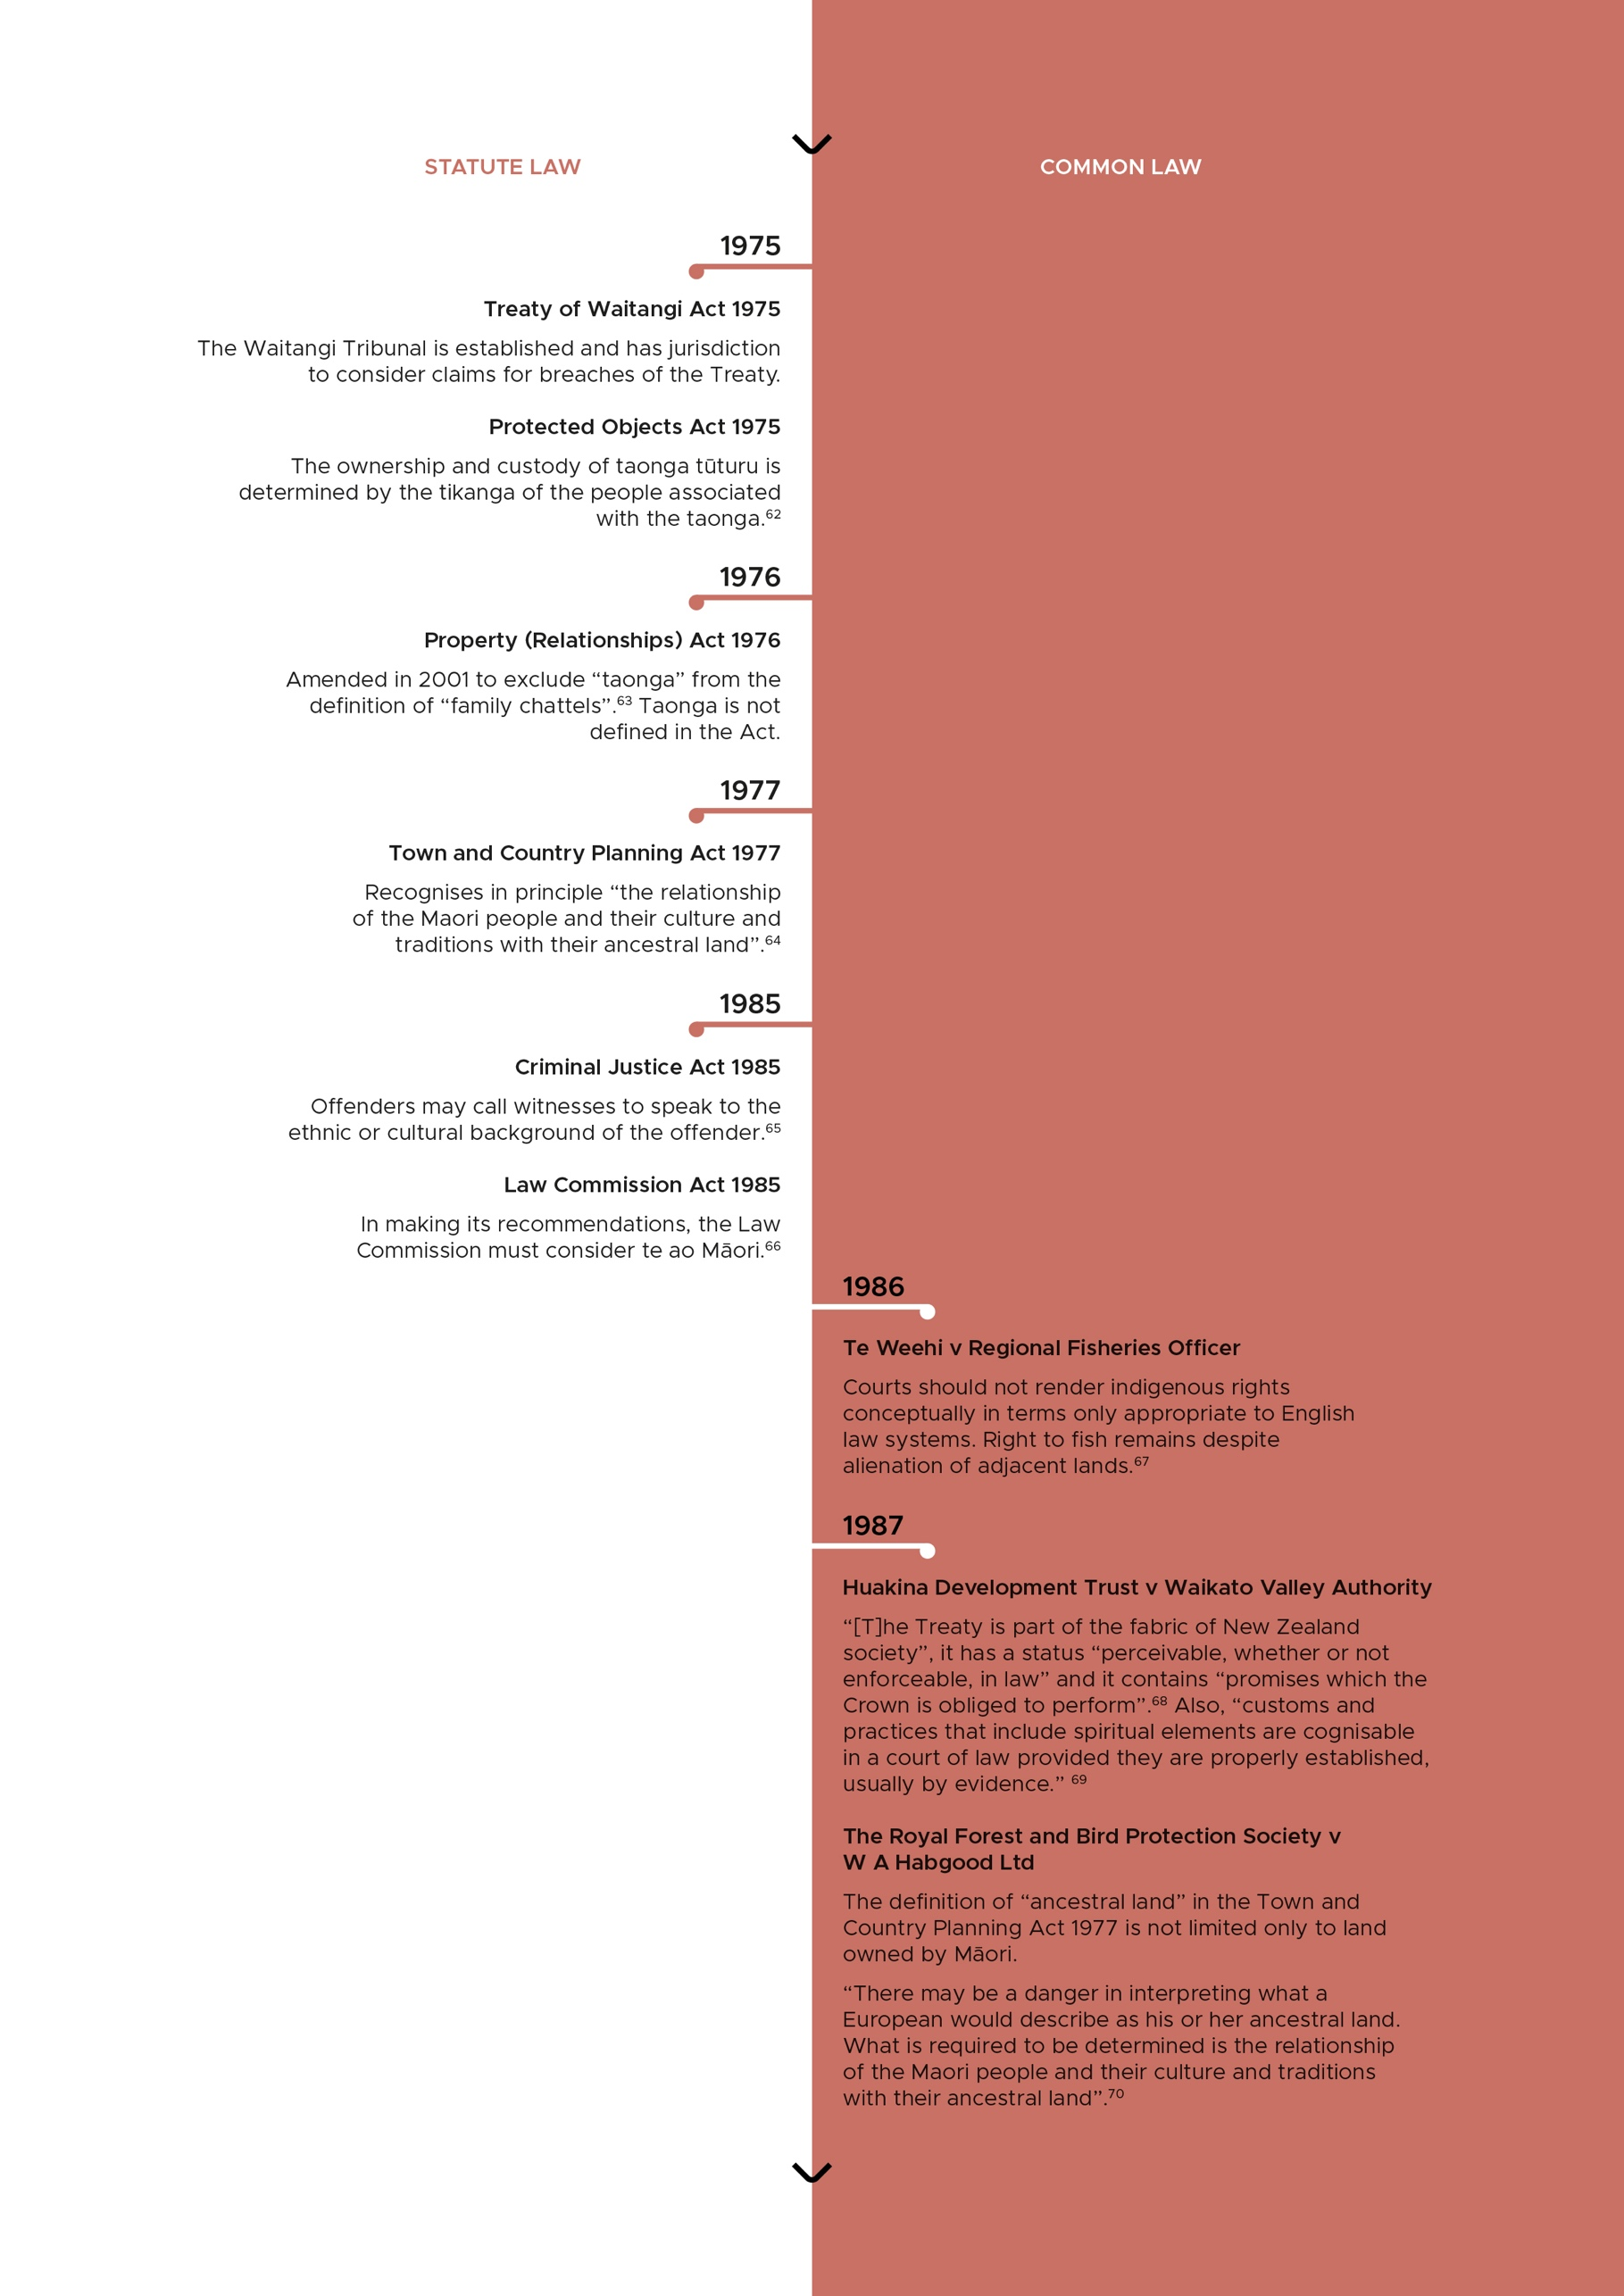 STATUTE LAW
COMMON LAW
1975
Treaty of Waitangi Act 1975
The Waitangi Tribunal is established and has jurisdiction
to consider claims for breaches of the Treaty.
Protected Objects Act 1975
The ownership and custody of taonga tūturu is
determined by the tikanga of the people associated
with the taonga.62
1976
Property (Relationships) Act 1976
Amended in 2001 to exclude “taonga” from the
definition of “family chattels”.63 Taonga is not
defined in the Act.
1977
Town and Country Planning Act 1977
Recognises in principle “the relationship
of the Maori people and their culture and
traditions with their ancestral land”.64
1985
Criminal Justice Act 1985
Offenders may call witnesses to speak to the
ethnic or cultural background of the offender.65
Law Commission Act 1985
In making its recommendations, the Law
Commission must consider te ao Māori.66
1986
Te Weehi v Regional Fisheries Officer
Courts should not render indigenous rights
conceptually in terms only appropriate to English
law systems. Right to fish remains despite
alienation of adjacent lands.67
1987
Huakina Development Trust v Waikato Valley Authority
“[T]he Treaty is part of the fabric of New Zealand
society”, it has a status “perceivable, whether or not
enforceable, in law” and it contains “promises which the
Crown is obliged to perform”.68 Also, “customs and
practices that include spiritual elements are cognisable
in a court of law provided they are properly established,
usually by evidence.” 69
The Royal Forest and Bird Protection Society v
W A Habgood Ltd
The definition of “ancestral land” in the Town and
Country Planning Act 1977 is not limited only to land
owned by Māori.
“There may be a danger in interpreting what a
European would describe as his or her ancestral land.
What is required to be determined is the relationship
of the Maori people and their culture and traditions
with their ancestral land”.70